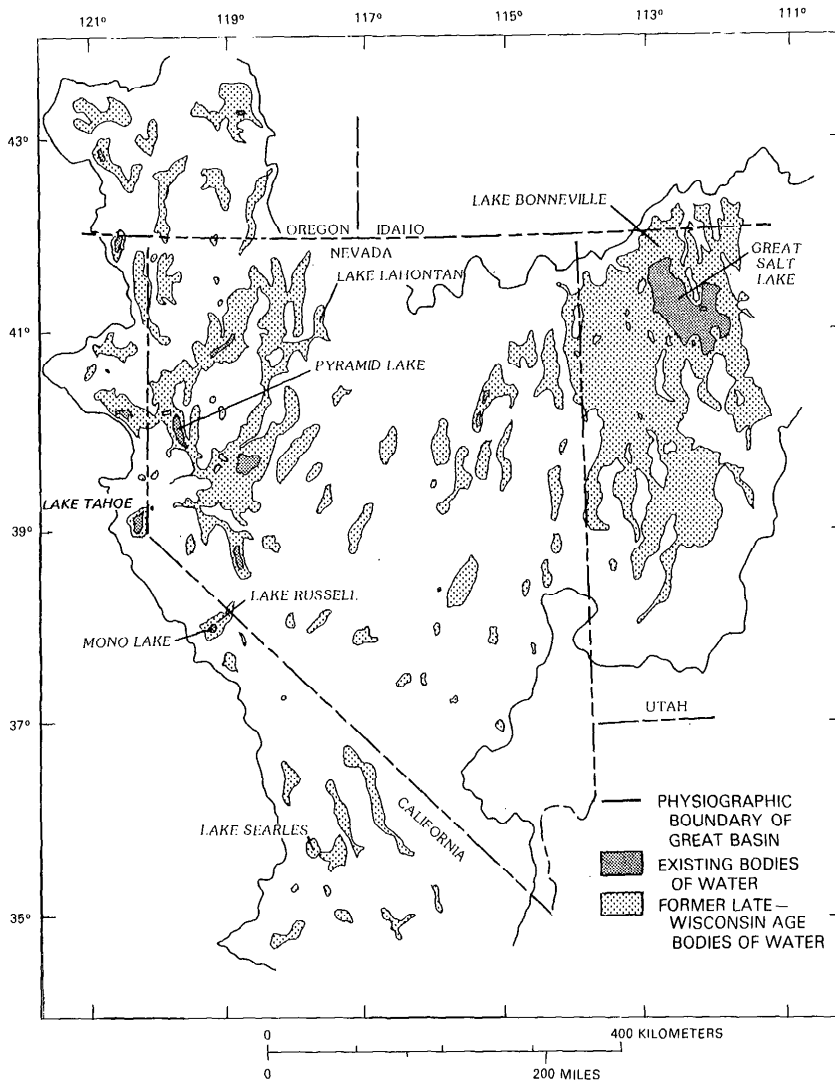 121° 119° 117° 115° 113° 111°
43°
LAKE BONNEVILLE
OREGON IDAHO
NEVADA
GREAT
SALT
LAKE
LAKE LAHONTAN
41°
PYRAMID LAKE
LAKE TAHOE
39°
LAKE RUSSELL
MONO LAKE
37°
UTAH
CALIFORNIA
LAKE SEARLES
35°
PHYSIOGRAPHIC
BOUNDARY OF
GREAT BASIN
EXISTING BODIES
OF WATER
FORMER LATE–
WISCONSIN AGE
BODIES OF WATER
0 400 KILOMETERS
0 200 MILES